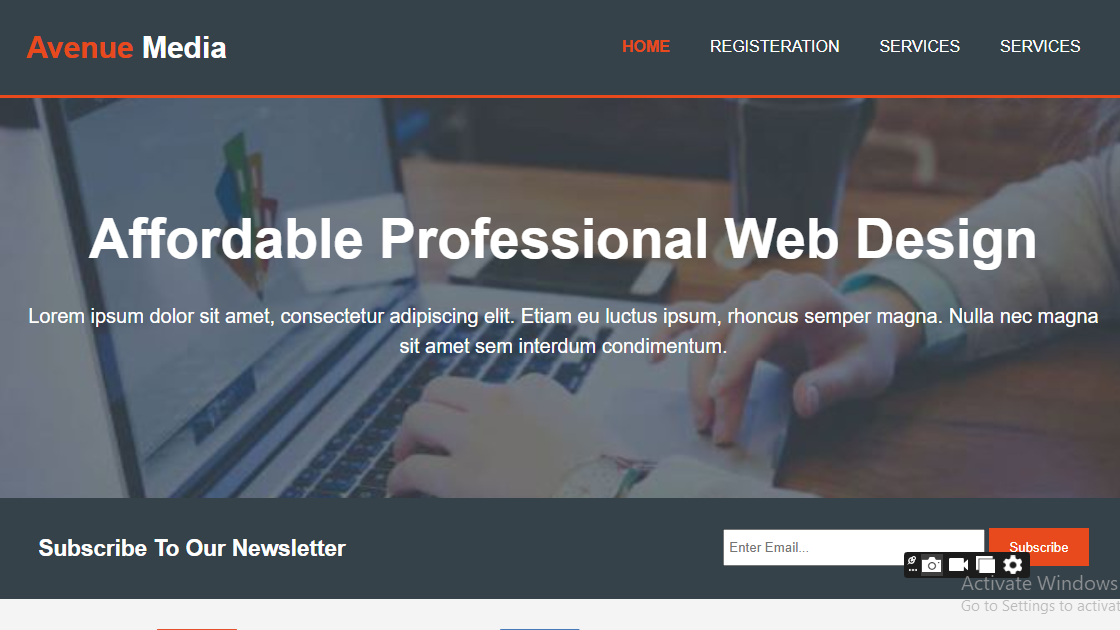 Avenue Media
HOME REGISTERATION SERVICES SERVICES
Affordable Professional Web Design
Lorem ipsum dolor sit amet, consectetur adipiscing elit. Etiam eu luctus ipsum, rhoncus semper magna. Nulla nec magna
sit amet sem interdum condimentum.
Subscribe To Our Newsletter
Enter Email...
Subscribe
Activate Windows
Go to Settings to activat